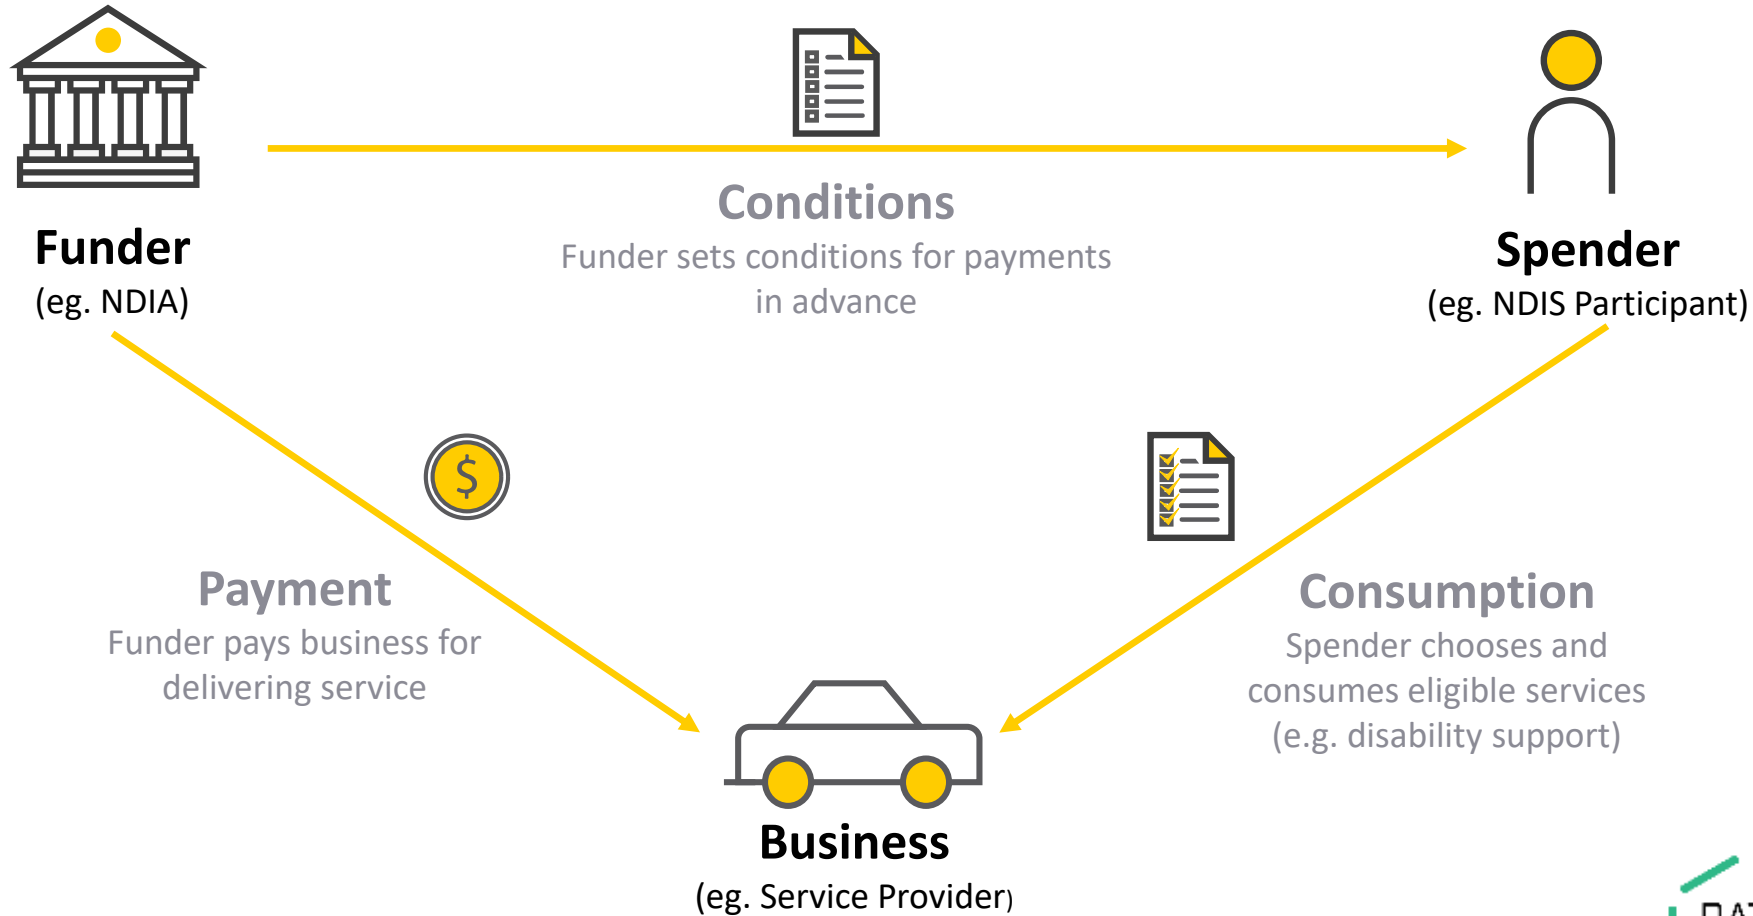 Conditions
Funder sets conditions for payments
in advance
Funder
(eg. NDIA)
Spender
(eg. NDIS Participant)
$
Payment
Funder pays business for
delivering service
Consumption
Spender chooses and
consumes eligible services
(e.g. disability support)
Business
(eg. Service Provider)